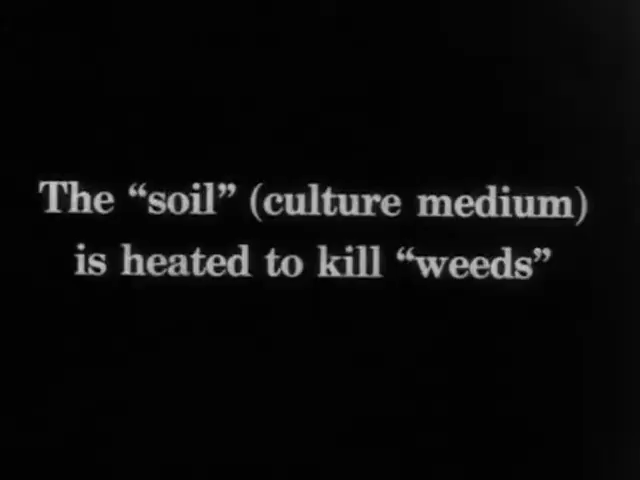 The “soil” (culture medium)
is heated to kill “weeds”